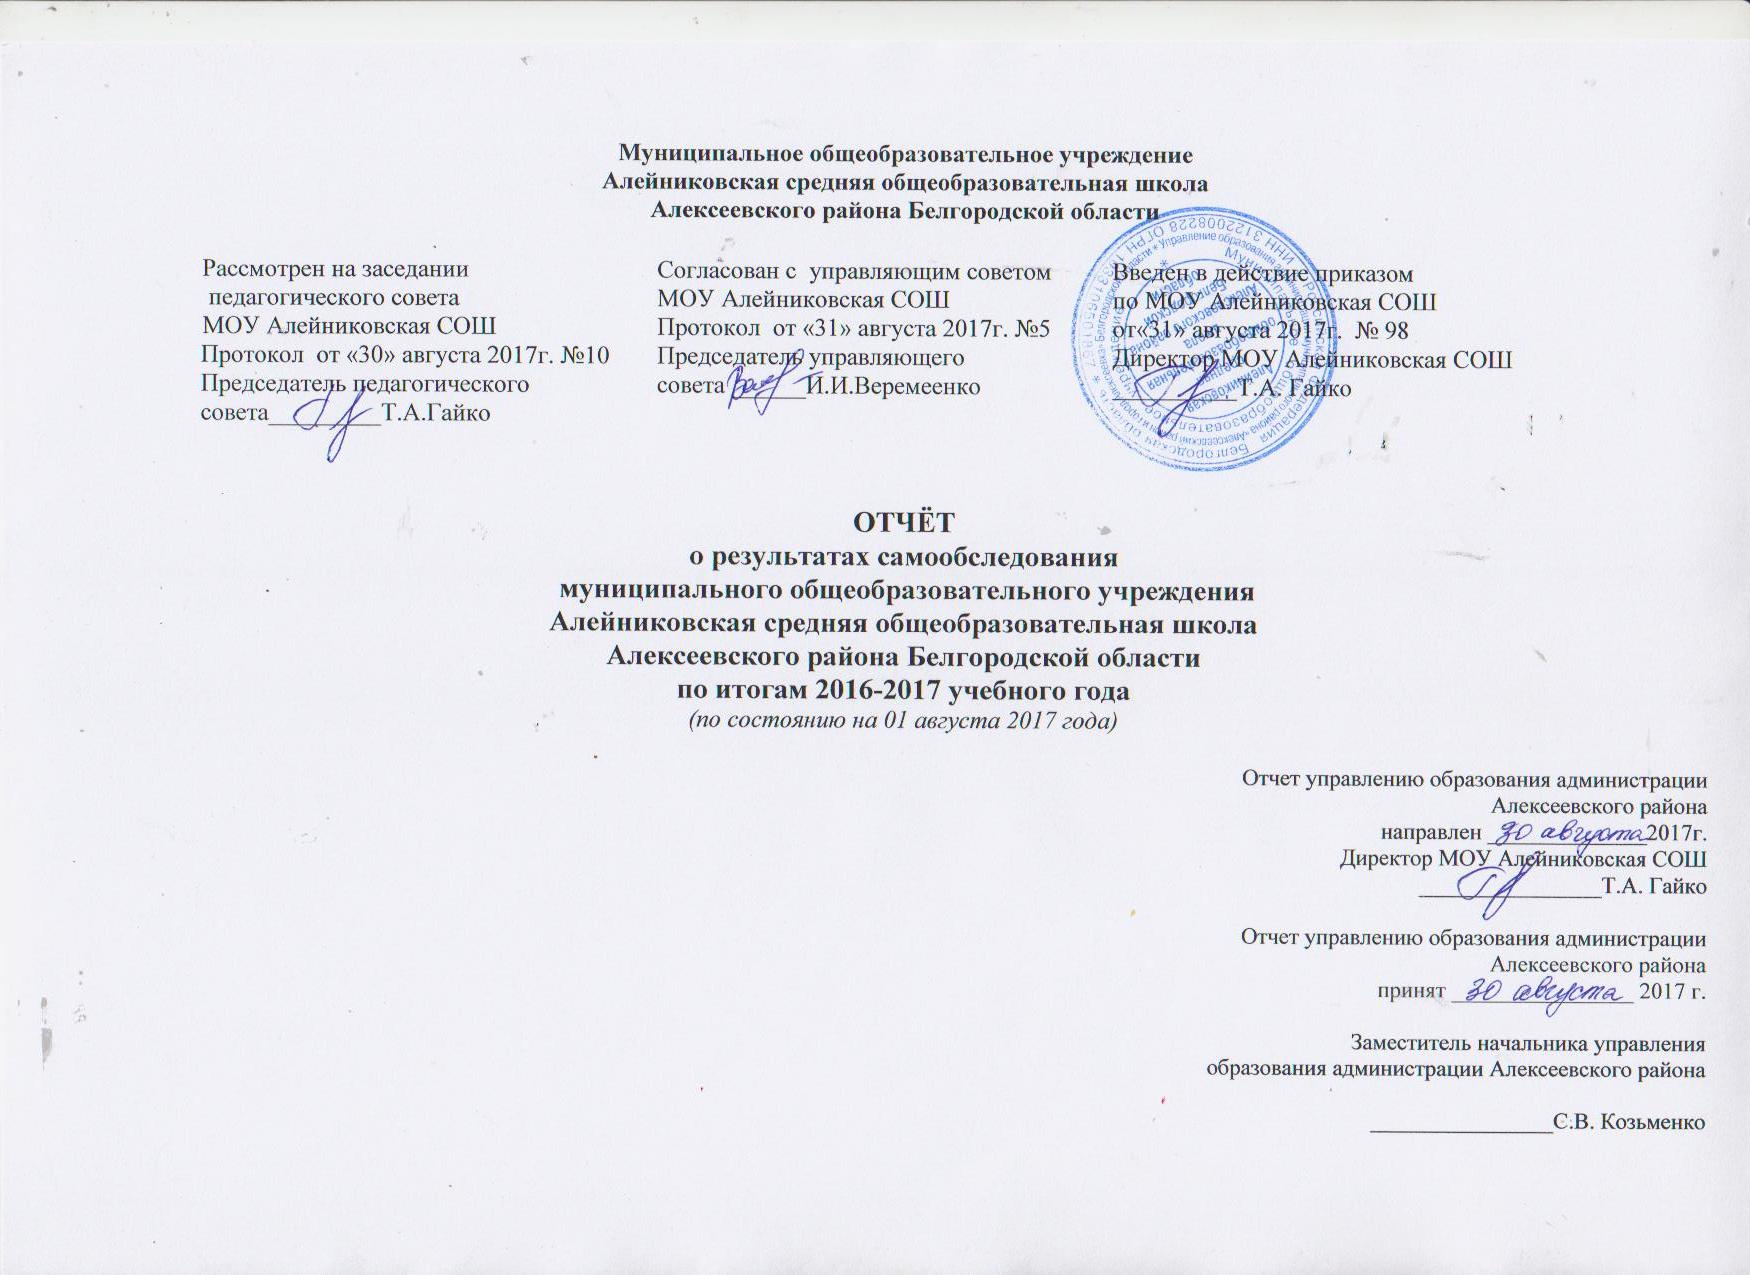 Муниципальное общеобразовательное учреждение
Алейниковская средняя общеобразовательная школа
Алексеевского района Белгородской области
Рассмотрен на заседании
педагогического совета
МОУ Алейниковская СОШ
Протокол от «30» августа 2017г. №10
Председатель педагогического
совета_________Т.А.Гайко
Согласован с управляющим советом
МОУ Алейниковская СОШ
Протокол от «31» августа 2017г. №5
Председатель управляющего
совета______И.И.Веремеенко
Введен в действие приказом
по МОУ Алейниковская СОШ
от«31» августа 2017г. № 98
Директор МОУ Алейниковская СОШ
__________Т.А. Гайко
ОТЧЁТ
о результатах самообследования
муниципального общеобразовательного учреждения
Алейниковская средняя общеобразовательная школа
Алексеевского района Белгородской области
по итогам 2016-2017 учебного года
(по состоянию на 01 августа 2017 года)
Отчет управлению образования администрации
Алексеевского района
направлен 30 августа 2017г.
Директор МОУ Алейниковская СОШ
_______________Т.А. Гайко
Отчет управлению образования администрации
Алексеевского района
принят 30 августа 2017 г.
Заместитель начальника управления
образования администрации Алексеевского района
_______________С.В. Козьменко